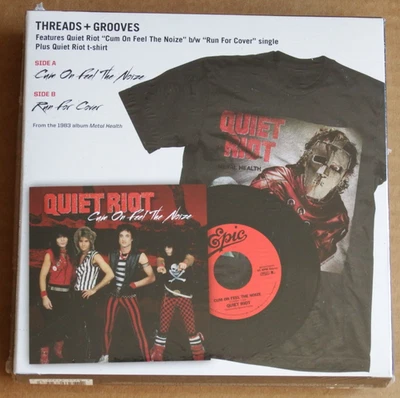 THREADS + GROOVES
Features Quiet Riot "Cum On Feel The Noize" b/w "Run For Cover" single
Plus Quiet Riot t-shirt
SIDE A
Cum On Feel The Noize
SIDE B
Run For Cover
From the 1983 album Metal Health
QUIET
RIOT
HEALTH
QUIET RIOT
Cum On Feel The Noize
Epic
CUM ON FEEL THE NOIZE
QUIET RIOT